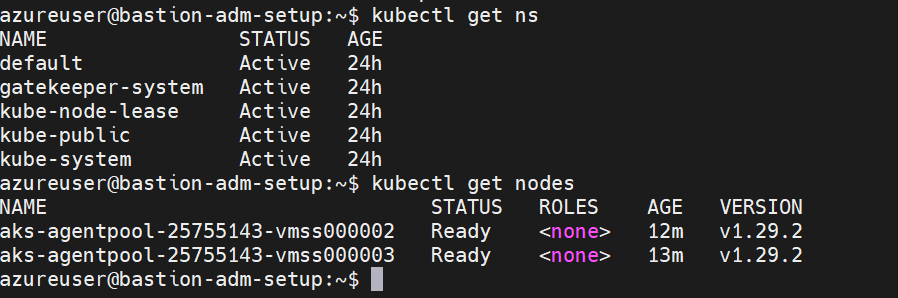 azureuser@bastion-adm-setup:~$ kubectl get ns
NAME STATUS AGE
default Active 24h
gatekeeper-system Active 24h
kube-node-lease Active 24h
kube-public Active 24h
kube-system Active 24h
azureuser@bastion-adm-setup:~$ kubectl get nodes
NAME STATUS ROLES AGE VERSION
aks-agentpool-25755143-vmss000002 Ready <none> 12m v1.29.2
aks-agentpool-25755143-vmss000003 Ready <none> 13m v1.29.2
azureuser@bastion-adm-setup:~$